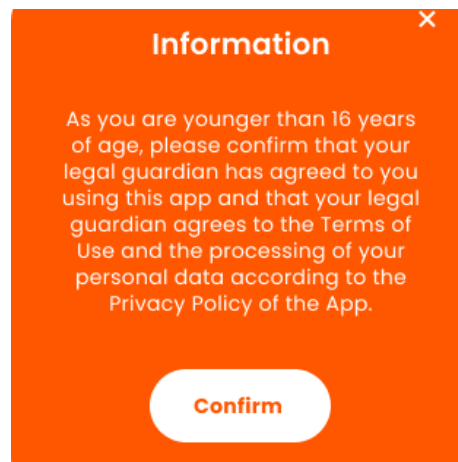 Information
As you are younger than 16 years
of age, please confirm that your
legal guardian has agreed to you
using this app and that your legal
guardian agrees to the Terms of
Use and the processing of your
personal data according to the
Privacy Policy of the App.
Confirm